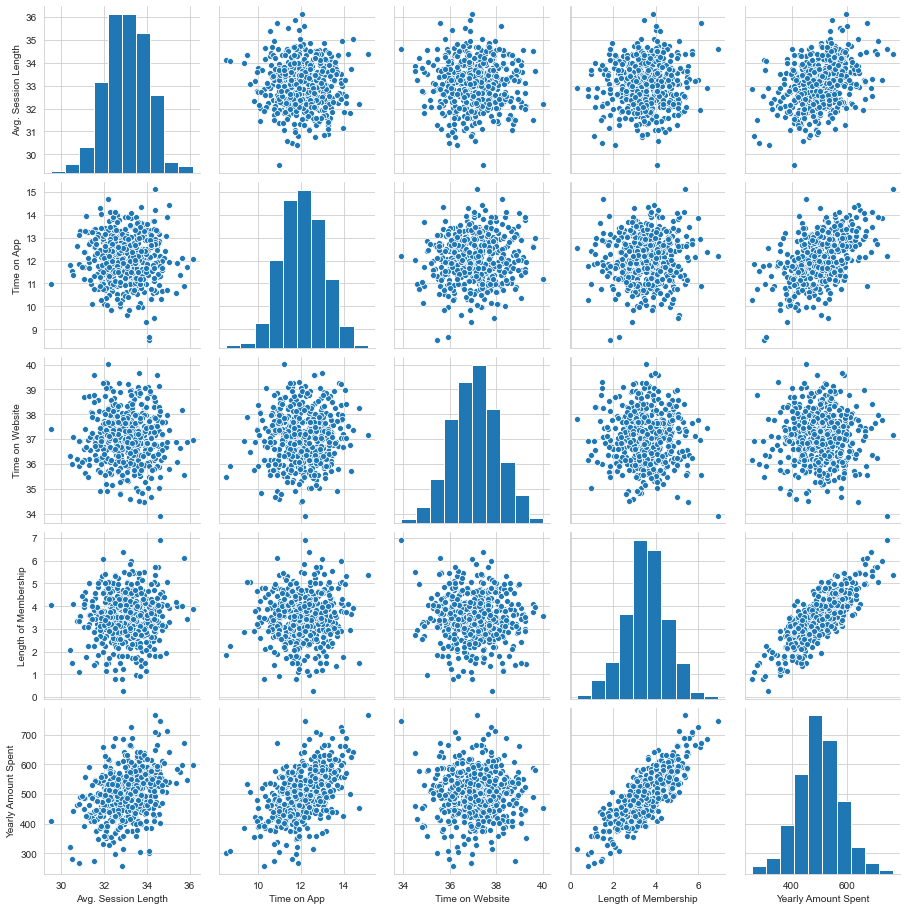 36
35
34
33
32
31
30
Avg. Session Length
15
14
13
12
11
10
9
Time on App
40
39
38
37
36
35
34
Time on Website
7
6
5
4
3
2
1
0
Length of Membership
700
600
500
400
300
Yearly Amount Spent
30 32 34 36
Avg. Session Length
10 12 14
Time on App
34 36 38 40
Time on Website
0 2 4 6
Length of Membership
400 600
Yearly Amount Spent